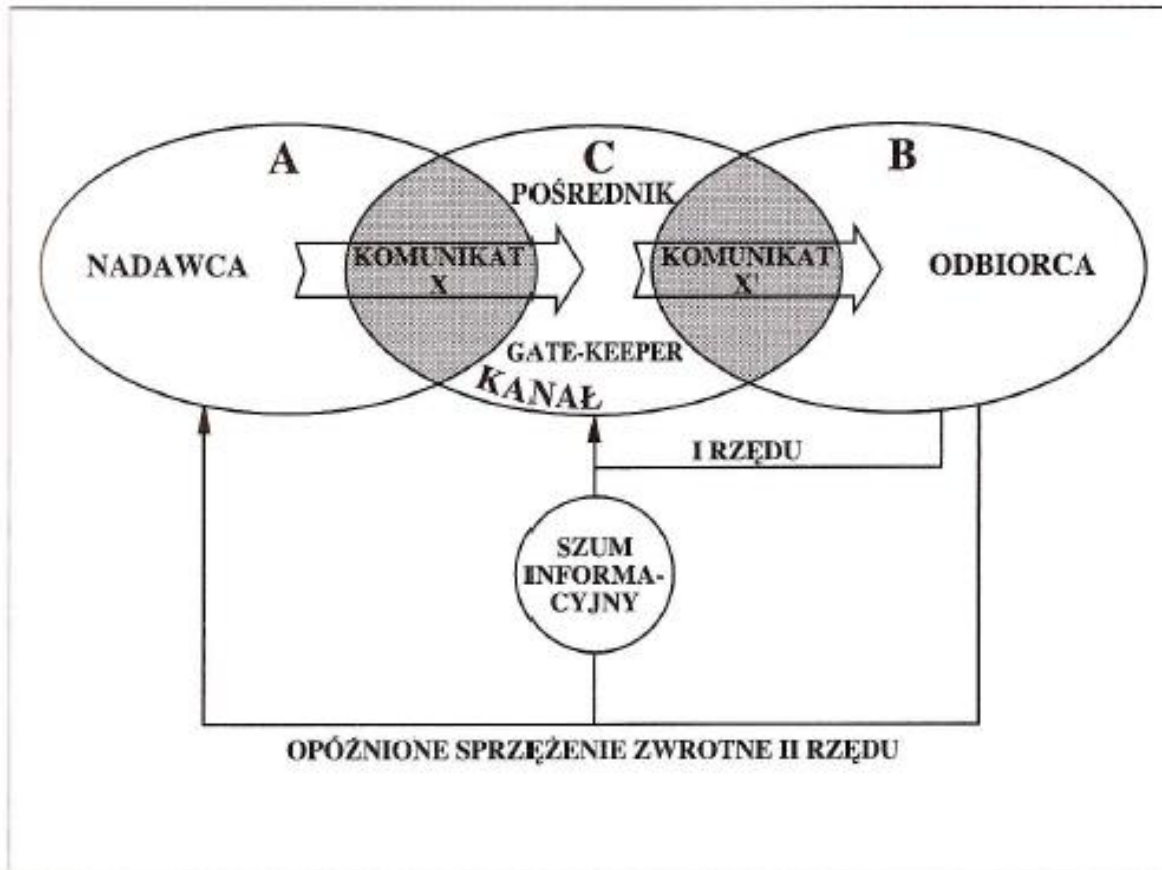 A
C
B
POŚREDNIK
NADAWCA
KOMUNIKAT
X
KOMUNIKAT
X'
ODBIORCA
GATE-KEEPER
KANAŁ
I RZĘDU
SZUM
INFORMA-
CYJNY
OPÓŹNIONE SPRZĘŻENIE ZWROTNE II RZĘDU